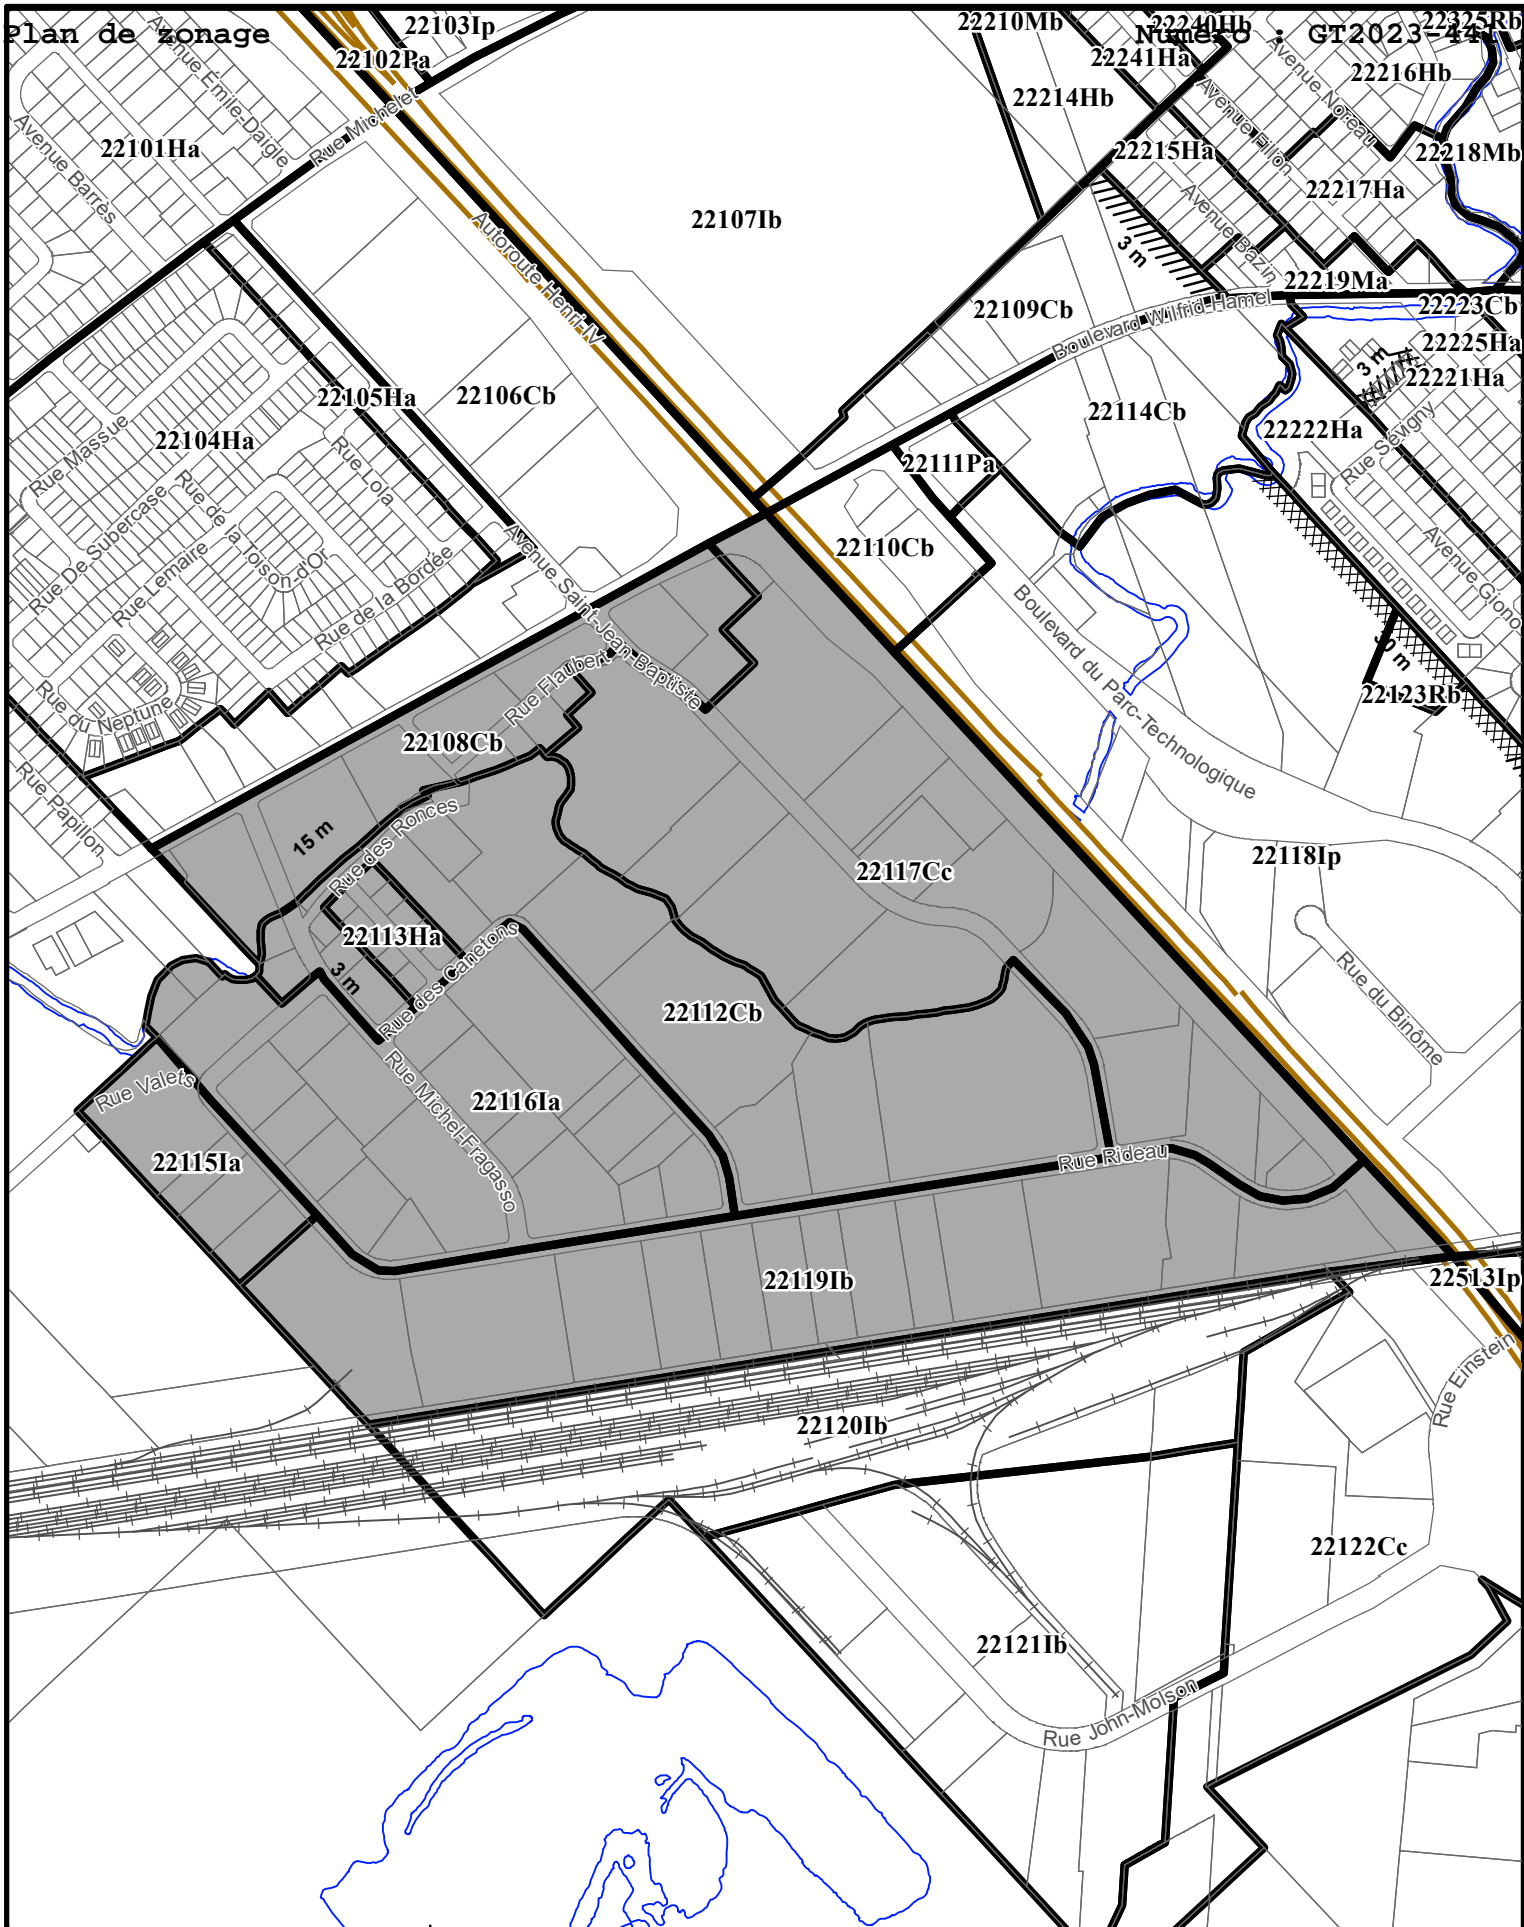 Plan de zonage
22103Ip
22210Mb
22240Hb
22325Rb
Numéro : GT2023-441
22102Pa
22241Ha
22216Hb
Avenue Émile-Daigle
Avenue Noreau
22214Hb
Rue Michelet
Avenue Fillon
22101Ha
Avenue Barrès
22215Ha
22218Mb
22217Ha
22107Ib
Avenue Bazin
3 m
Autoroute Henri-IV
22219Ma
22109Cb
22223Cb
Boulevard Wilfrid-Hamel
22225Ha
3 m
22221Ha
22105Ha
22106Cb
22114Cb
22104Ha
22222Ha
Rue Massue
Rue Lola
22111Pa
Rue Sévigny
Rue De Subercase
Rue de la Toison-d'Or
22110Cb
Avenue Giono
Rue Lemaire
Rue de la Bordée
Avenue Saint-Jean-Baptiste
Boulevard du Parc-Technologique
30 m
Rue Flaubert
22123Rb
Rue du Neptune
22108Cb
Rue Papillon
15 m
Rue des Ronces
22117Cc
22118Ip
22113Ha
Rue des Canetons
3 m
22112Cb
Rue du Binôme
Rue Valets
Rue Michel-Fragasso
22116Ia
22115Ia
Rue Rideau
22119Ib
22513Ip
Rue Einstein
22120Ib
22122Cc
22121Ib
Rue John-Molson